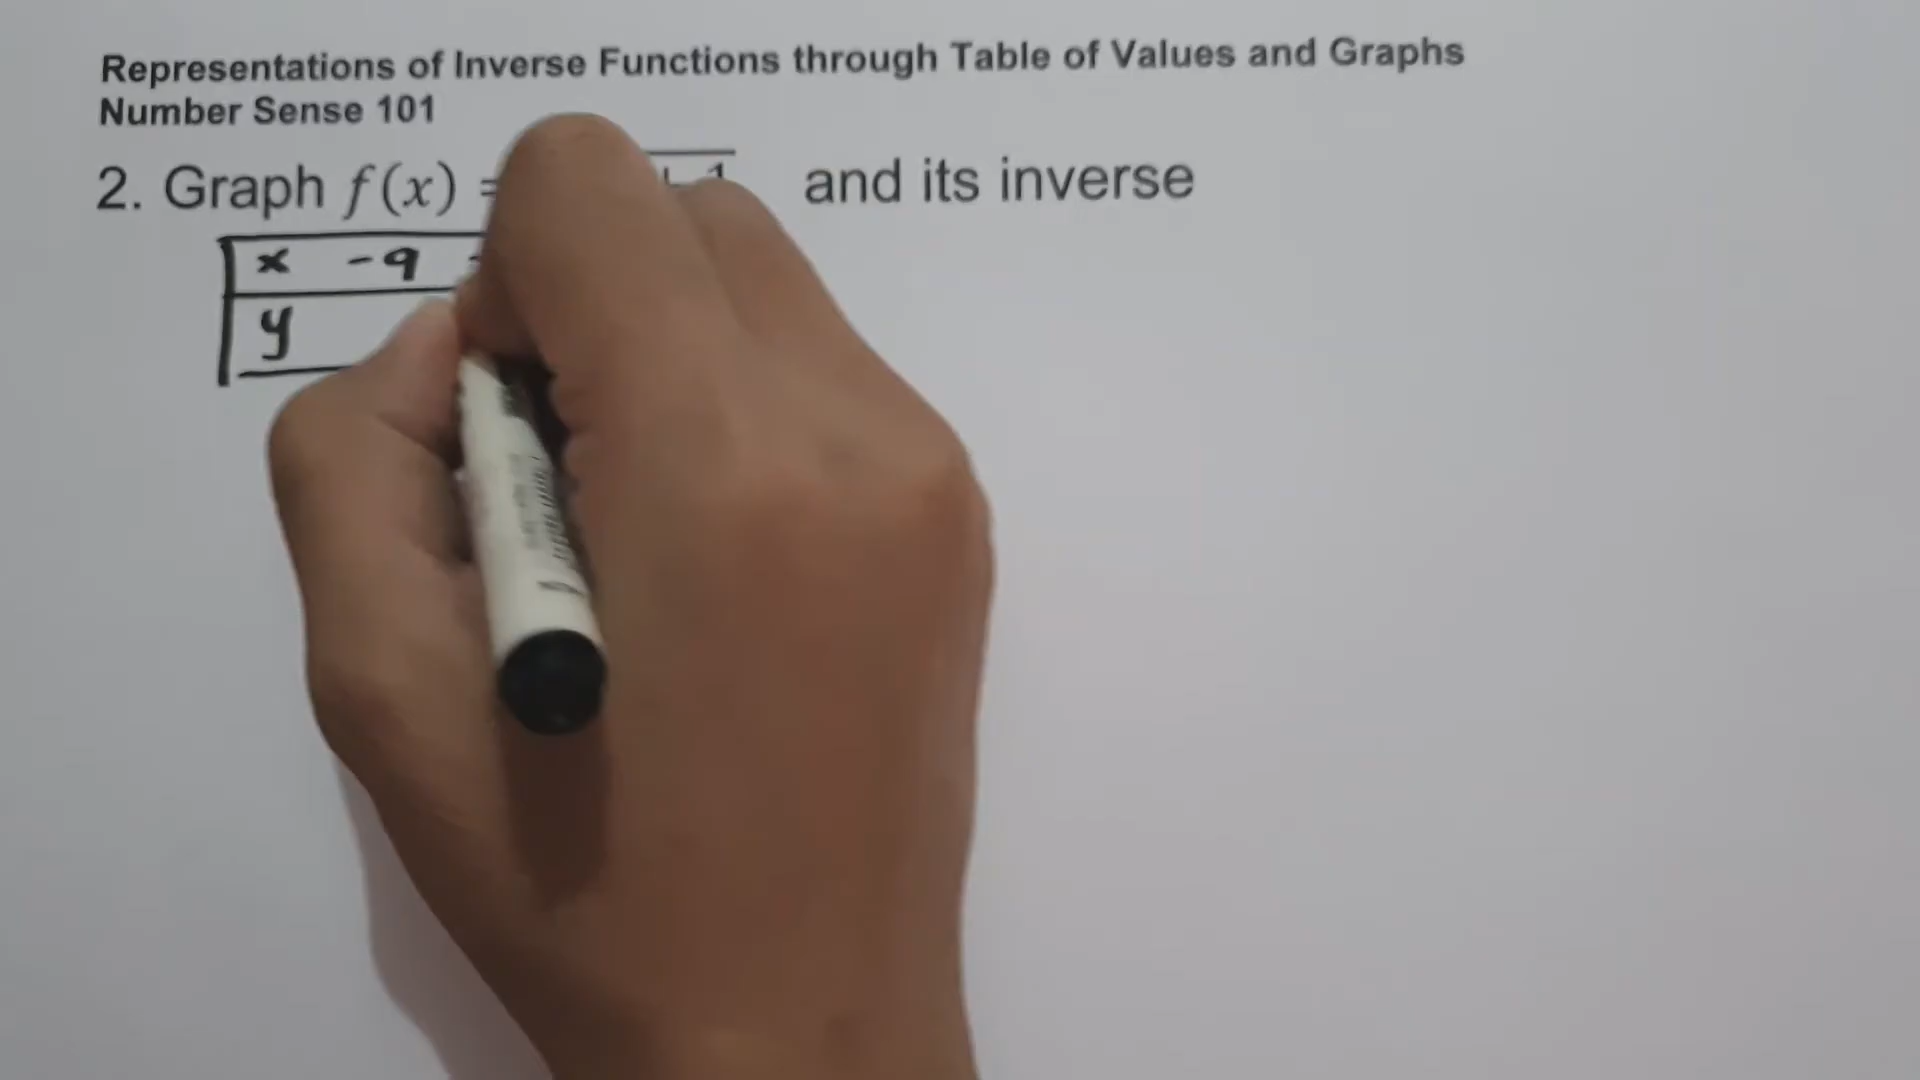 Representations of Inverse Functions through Table of Values and Graphs
Number Sense 101
2. Graph f(x) = and its inverse
x -9
y